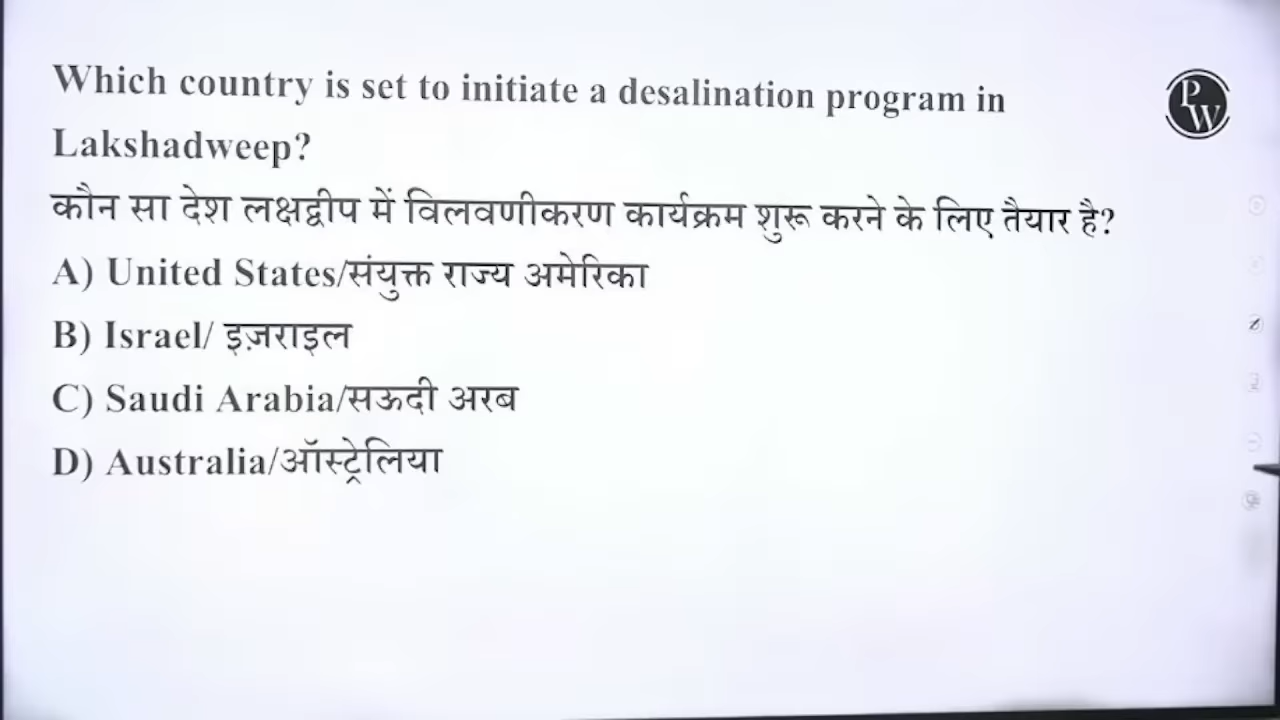 Which country is set to initiate a desalination program in
Lakshadweep?
कौन सा देश लक्षद्वीप में विलवणीकरण कार्यक्रम शुरू करने के लिए तैयार है?
A) United States/संयुक्त राज्य अमेरिका
B) Israel/ इज़राइल
C) Saudi Arabia/सऊदी अरब
D) Australia/ऑस्ट्रेलिया
PW